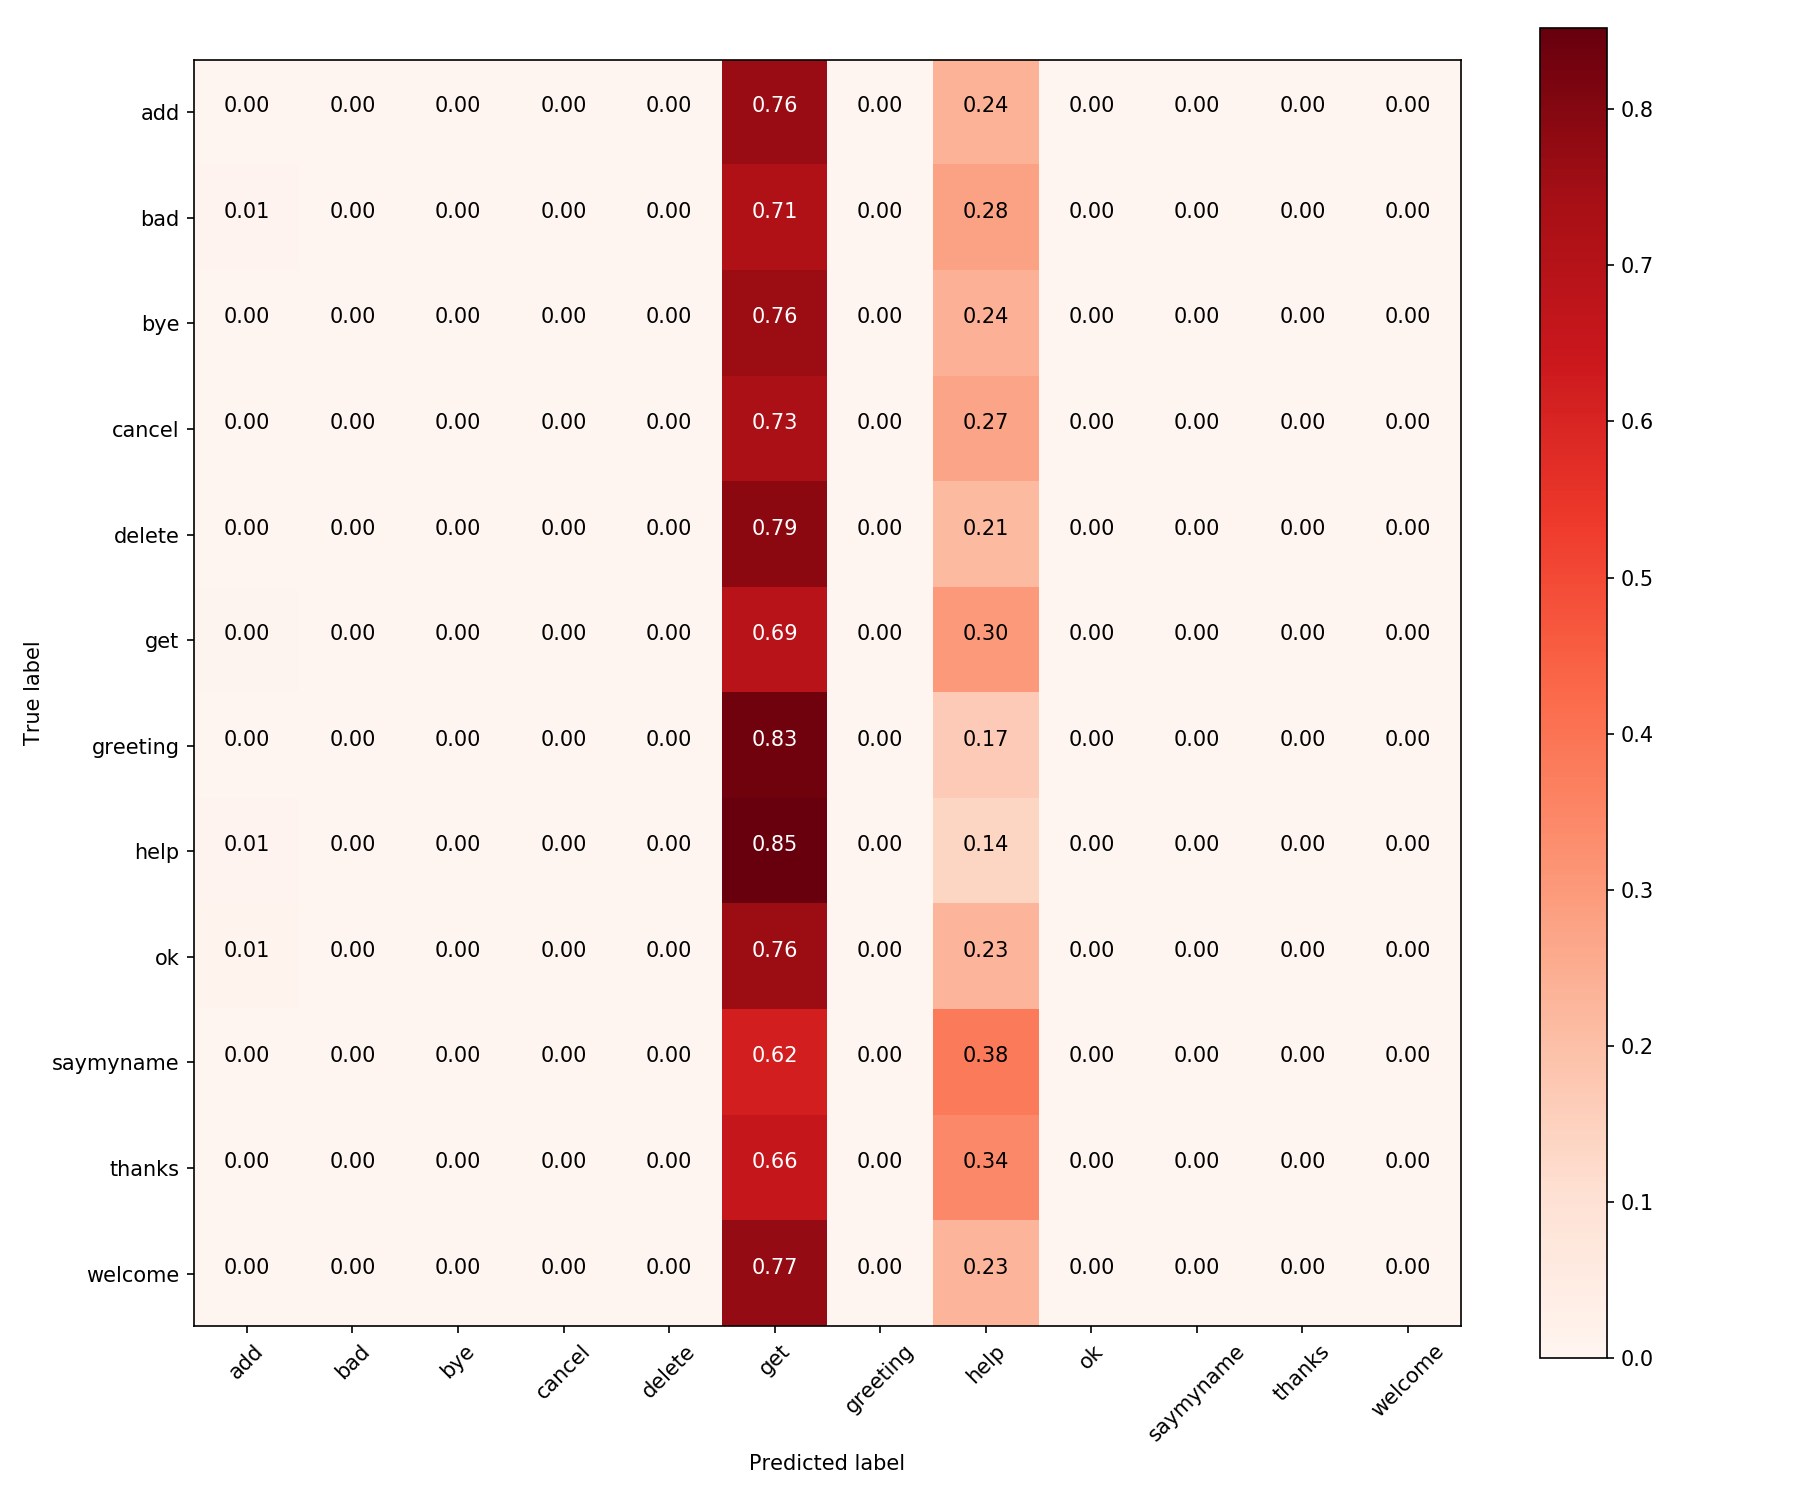 add 0.00 0.00 0.00 0.00 0.00 0.76 0.00 0.24 0.00 0.00 0.00 0.00
bad 0.01 0.00 0.00 0.00 0.00 0.71 0.00 0.28 0.00 0.00 0.00 0.00
bye 0.00 0.00 0.00 0.00 0.00 0.76 0.00 0.24 0.00 0.00 0.00 0.00
cancel 0.00 0.00 0.00 0.00 0.00 0.73 0.00 0.27 0.00 0.00 0.00 0.00
delete 0.00 0.00 0.00 0.00 0.00 0.79 0.00 0.21 0.00 0.00 0.00 0.00
get 0.00 0.00 0.00 0.00 0.00 0.69 0.00 0.30 0.00 0.00 0.00 0.00
greeting 0.00 0.00 0.00 0.00 0.00 0.83 0.00 0.17 0.00 0.00 0.00 0.00
help 0.01 0.00 0.00 0.00 0.00 0.85 0.00 0.14 0.00 0.00 0.00 0.00
ok 0.01 0.00 0.00 0.00 0.00 0.76 0.00 0.23 0.00 0.00 0.00 0.00
saymyname 0.00 0.00 0.00 0.00 0.00 0.62 0.00 0.38 0.00 0.00 0.00 0.00
thanks 0.00 0.00 0.00 0.00 0.00 0.66 0.00 0.34 0.00 0.00 0.00 0.00
welcome 0.00 0.00 0.00 0.00 0.00 0.77 0.00 0.23 0.00 0.00 0.00 0.00
add bad bye cancel delete get greeting help ok saymyname thanks welcome
Predicted label
True label
0.8
0.7
0.6
0.5
0.4
0.3
0.2
0.1
0.0